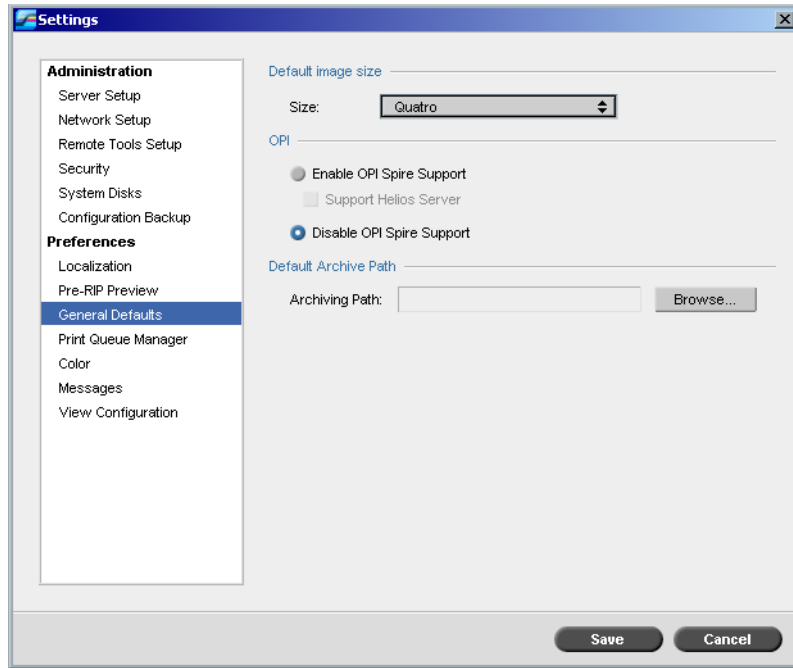 Settings
Administration
Server Setup
Network Setup
Remote Tools Setup
Security
System Disks
Configuration Backup
Preferences
Localization
Pre-RIP Preview
General Defaults
Print Queue Manager
Color
Messages
View Configuration
Default image size
Size: Quatro
OPI
Enable OPI Spire Support
Support Helios Server
Disable OPI Spire Support
Default Archive Path
Archiving Path: Browse...
Save Cancel